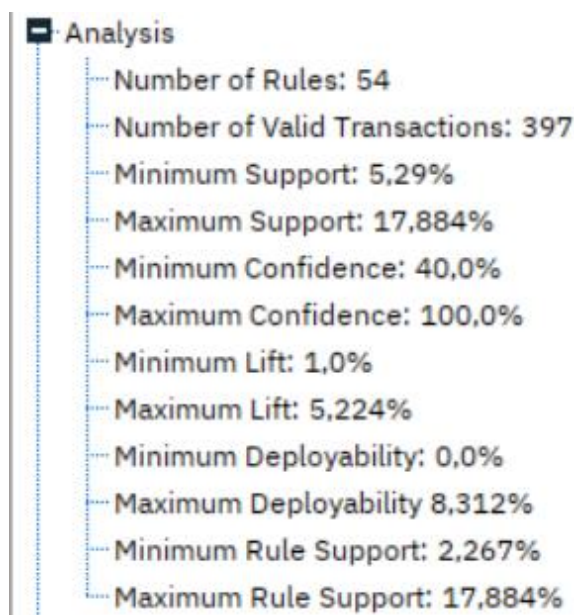 Analysis
Number of Rules: 54
Number of Valid Transactions: 397
Minimum Support: 5,29%
Maximum Support: 17,884%
Minimum Confidence: 40,0%
Maximum Confidence: 100,0%
Minimum Lift: 1,0%
Maximum Lift: 5,224%
Minimum Deployability: 0,0%
Maximum Deployability 8,312%
Minimum Rule Support: 2,267%
Maximum Rule Support: 17,884%